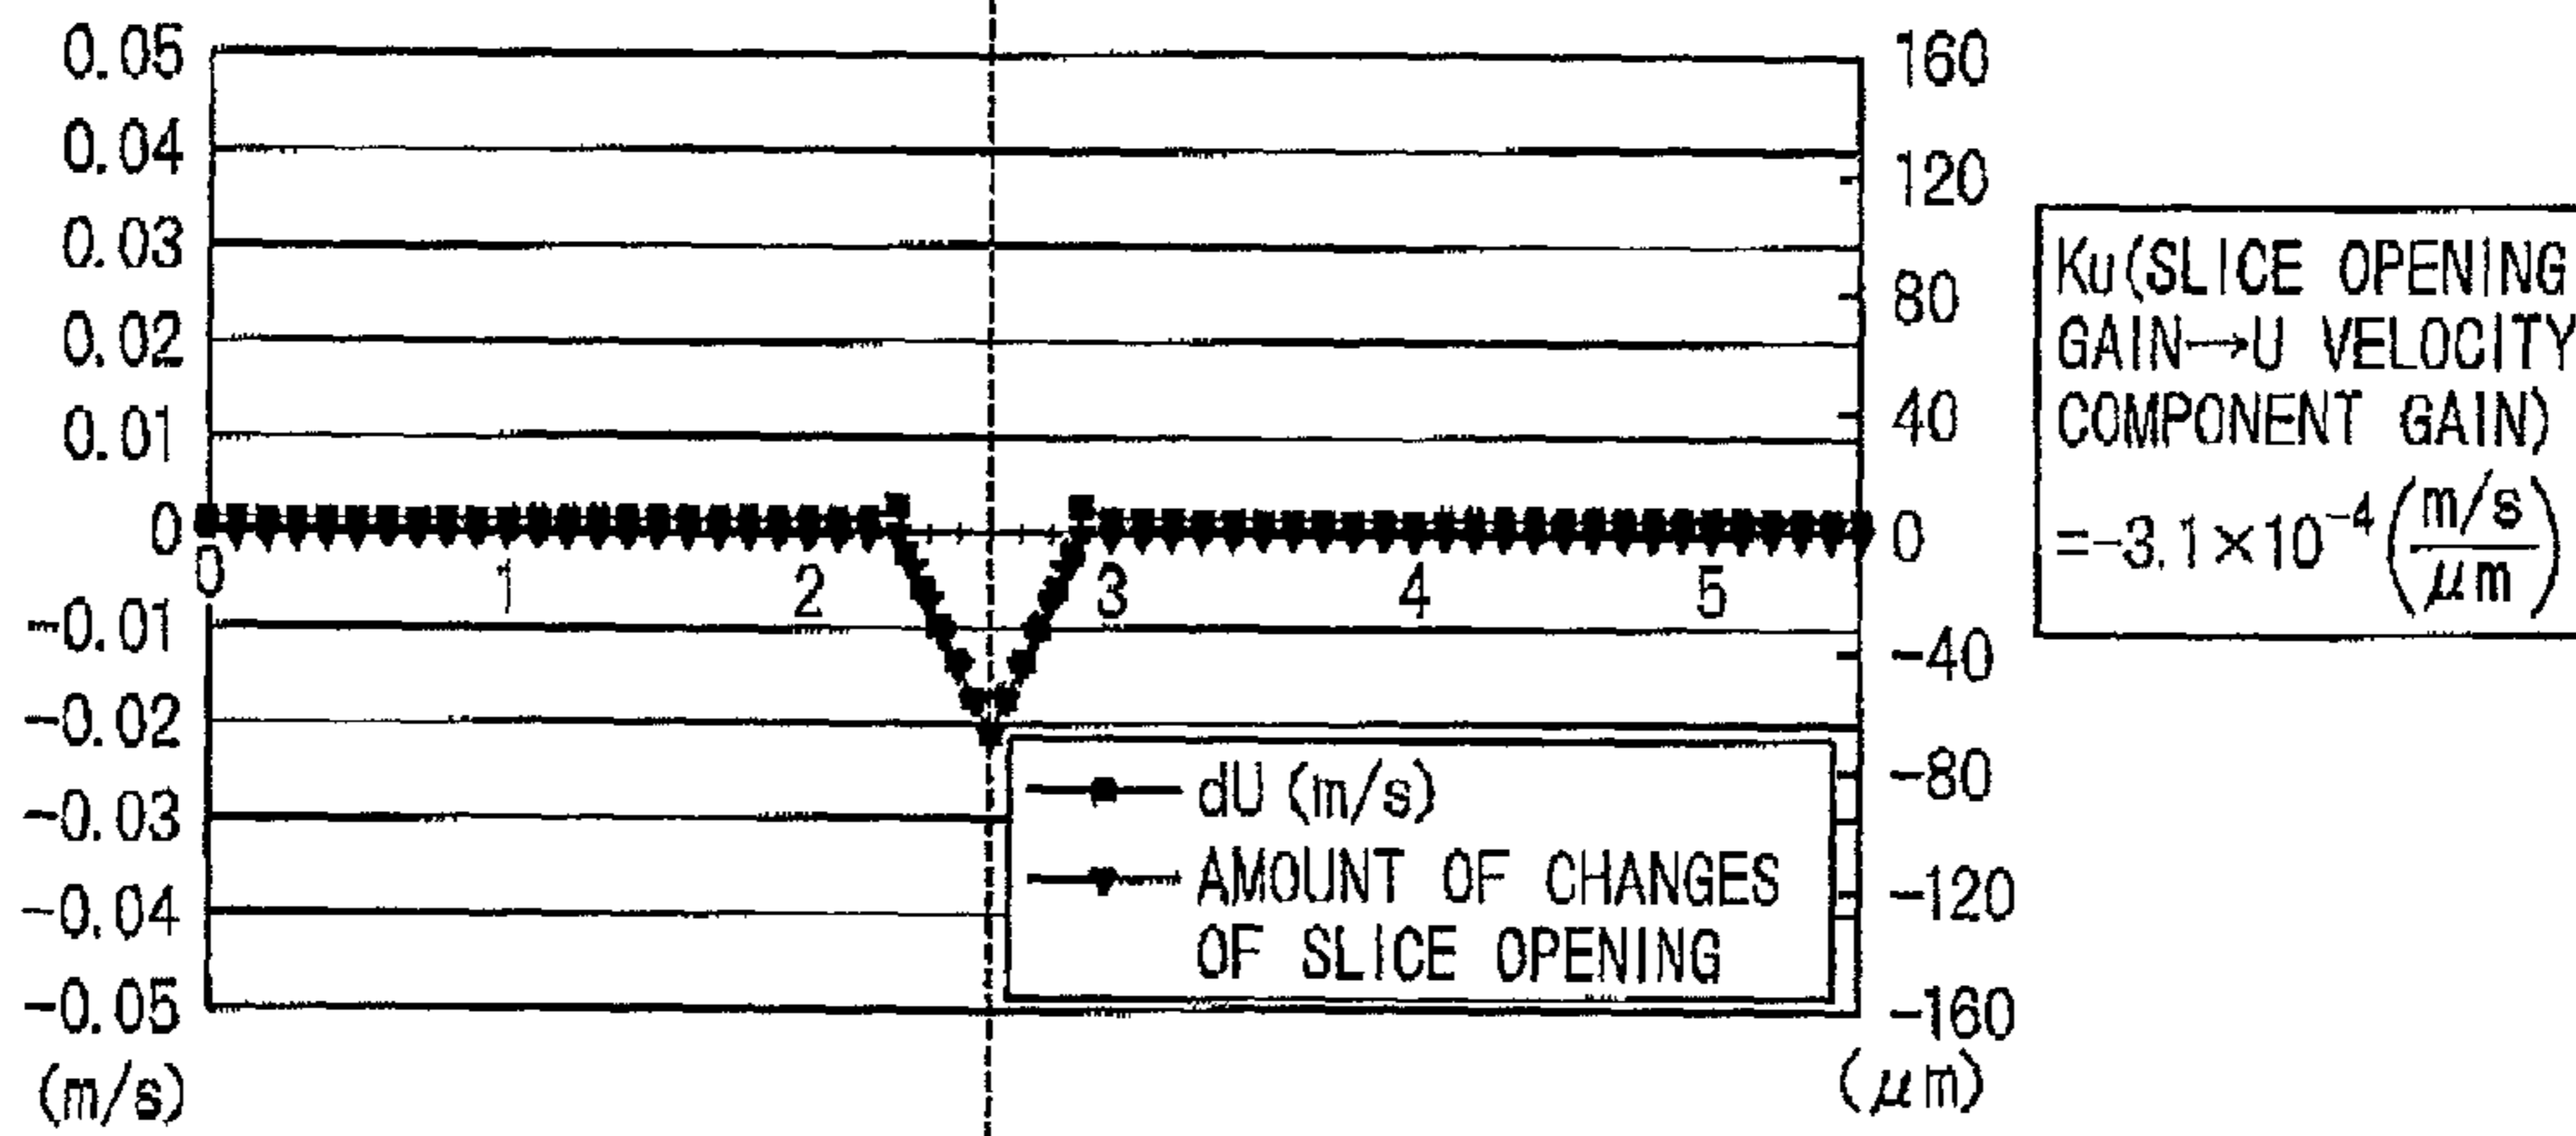 0.05
0.04
0.03
0.02
0.01
0
-0.01
-0.02
-0.03
-0.04
-0.05
(m/s)
0 1 2 3 4 5
160
120
80
40
0
-40
-80
-120
-160
(μm)
dU (m/s)
AMOUNT OF CHANGES
OF SLICE OPENING
Ku(SLICE OPENING
GAIN→U VELOCITY
COMPONENT GAIN)
=-3.1×10⁻⁴(m/s/μm)